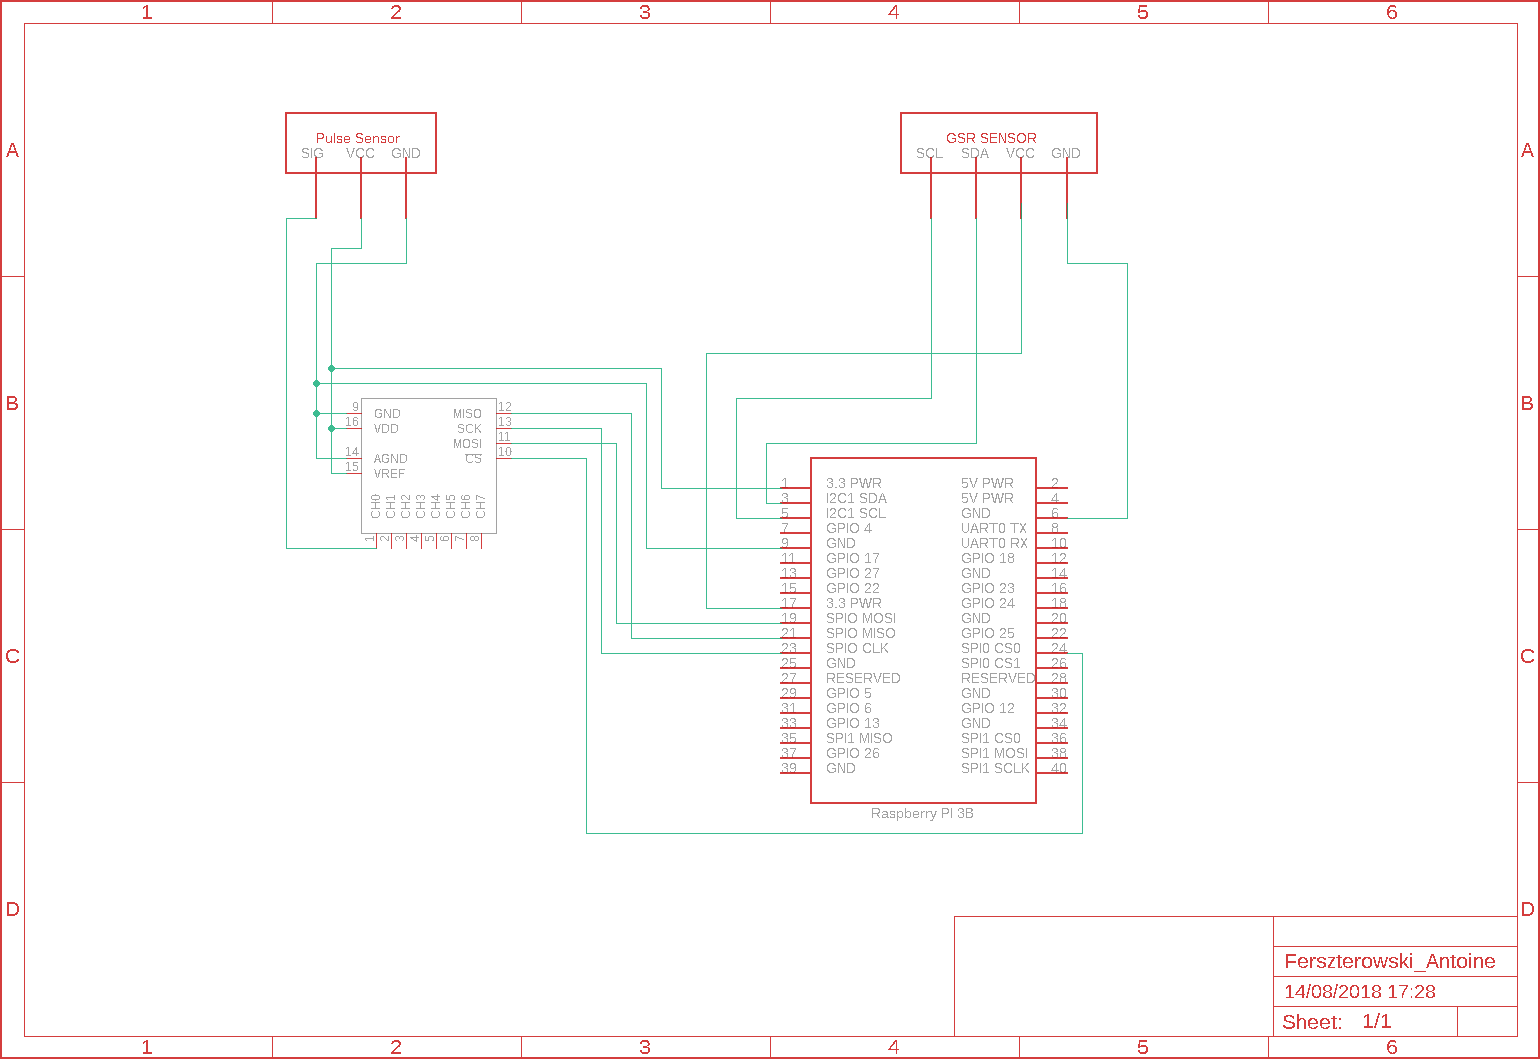 1 2 3 4 5 6
A A
Pulse Sensor
SIG VCC GND
GSR SENSOR
SCL SDA VCC GND
B B
9 GND MISO 12
16 VDD SCK 13
MOSI 11
14 AGND CS 10
15 VREF
CH0 CH1 CH2 CH3 CH4 CH5 CH6 CH7
1 2 3 4 5 6 7 8
1 3.3 PWR 5V PWR 2
3 I2C1 SDA 5V PWR 4
5 I2C1 SCL GND 6
7 GPIO 4 UART0 TX 8
9 GND UART0 RX 10
11 GPIO 17 GPIO 18 12
13 GPIO 27 GND 14
15 GPIO 22 GPIO 23 16
17 3.3 PWR GPIO 24 18
19 SPIO MOSI GND 20
21 SPIO MISO GPIO 25 22
23 SPIO CLK SPI0 CS0 24
25 GND SPI0 CS1 26
27 RESERVED RESERVED 28
29 GPIO 5 GND 30
31 GPIO 6 GPIO 12 32
33 GPIO 13 GND 34
35 SPI1 MISO SPI1 CS0 36
37 GPIO 26 SPI1 MOSI 38
39 GND SPI1 SCLK 40
Raspberry PI 3B
C C
D D
Ferszterowski_Antoine
14/08/2018 17:28
Sheet: 1/1
1 2 3 4 5 6